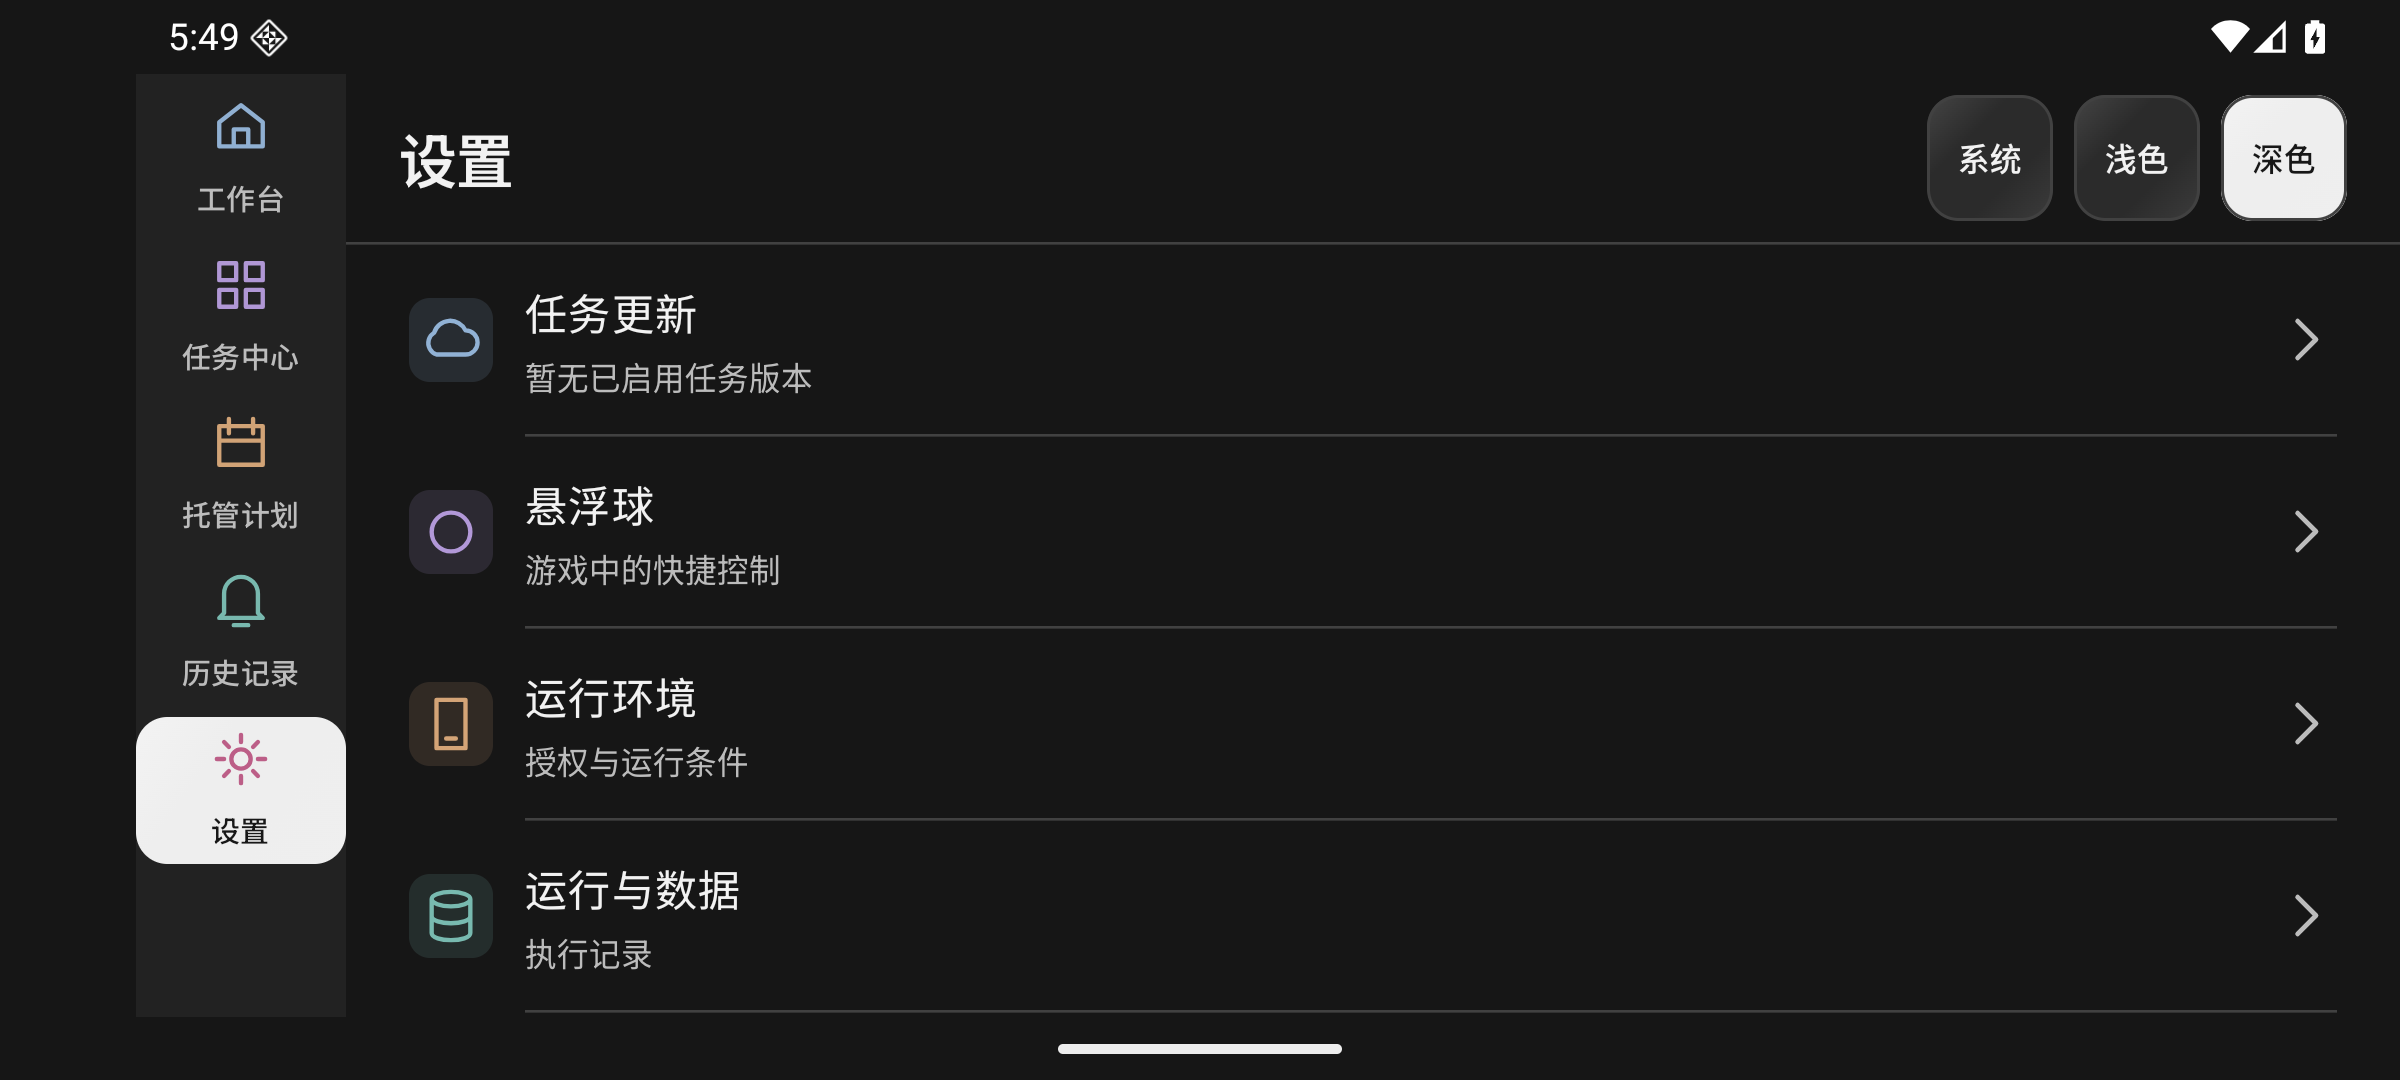 5:49
工作台
任务中心
托管计划
历史记录
设置
设置
系统
浅色
深色
任务更新
暂无已启用任务版本
悬浮球
游戏中的快捷控制
运行环境
授权与运行条件
运行与数据
执行记录